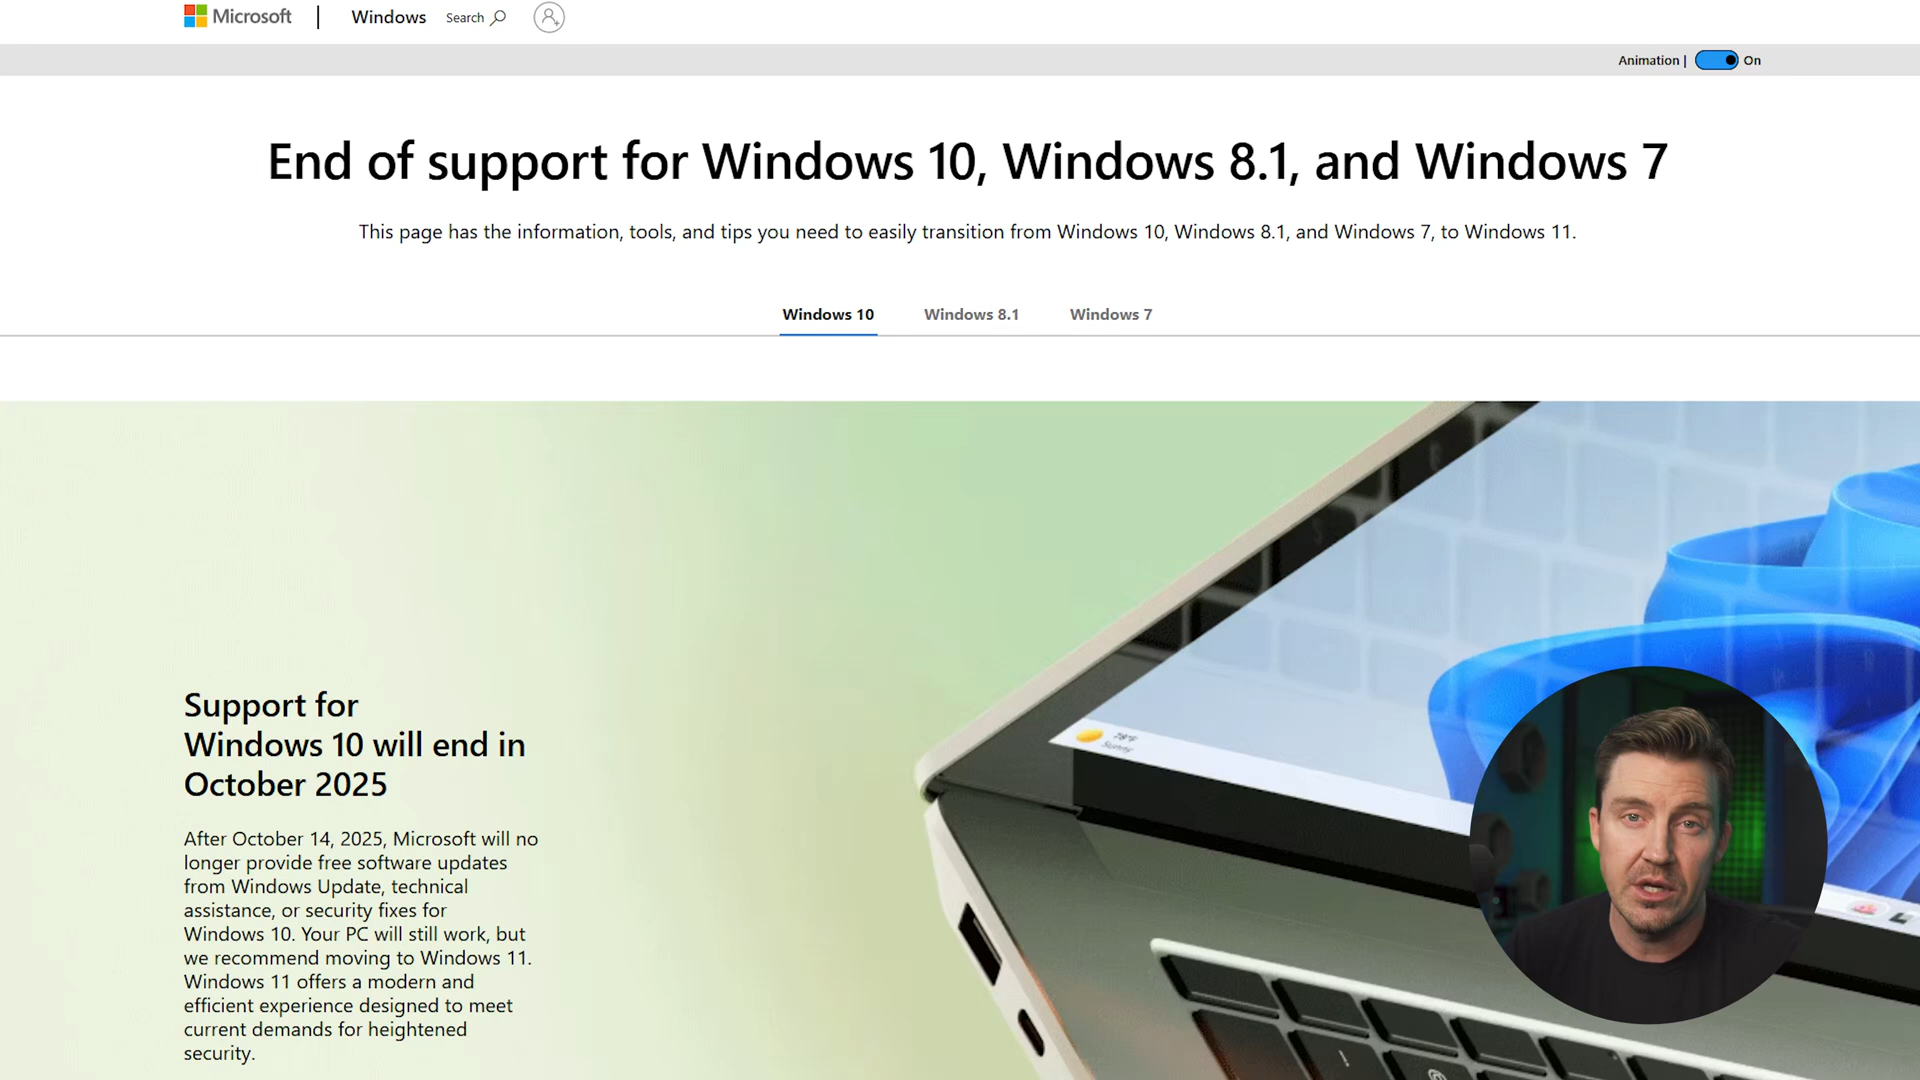 Microsoft | Windows Search
Animation | On
End of support for Windows 10, Windows 8.1, and Windows 7
This page has the information, tools, and tips you need to easily transition from Windows 10, Windows 8.1, and Windows 7, to Windows 11.
Windows 10 Windows 8.1 Windows 7
Support for
Windows 10 will end in
October 2025
After October 14, 2025, Microsoft will no
longer provide free software updates
from Windows Update, technical
assistance, or security fixes for
Windows 10. Your PC will still work, but
we recommend moving to Windows 11.
Windows 11 offers a modern and
efficient experience designed to meet
current demands for heightened
security.
78°F
Sunny